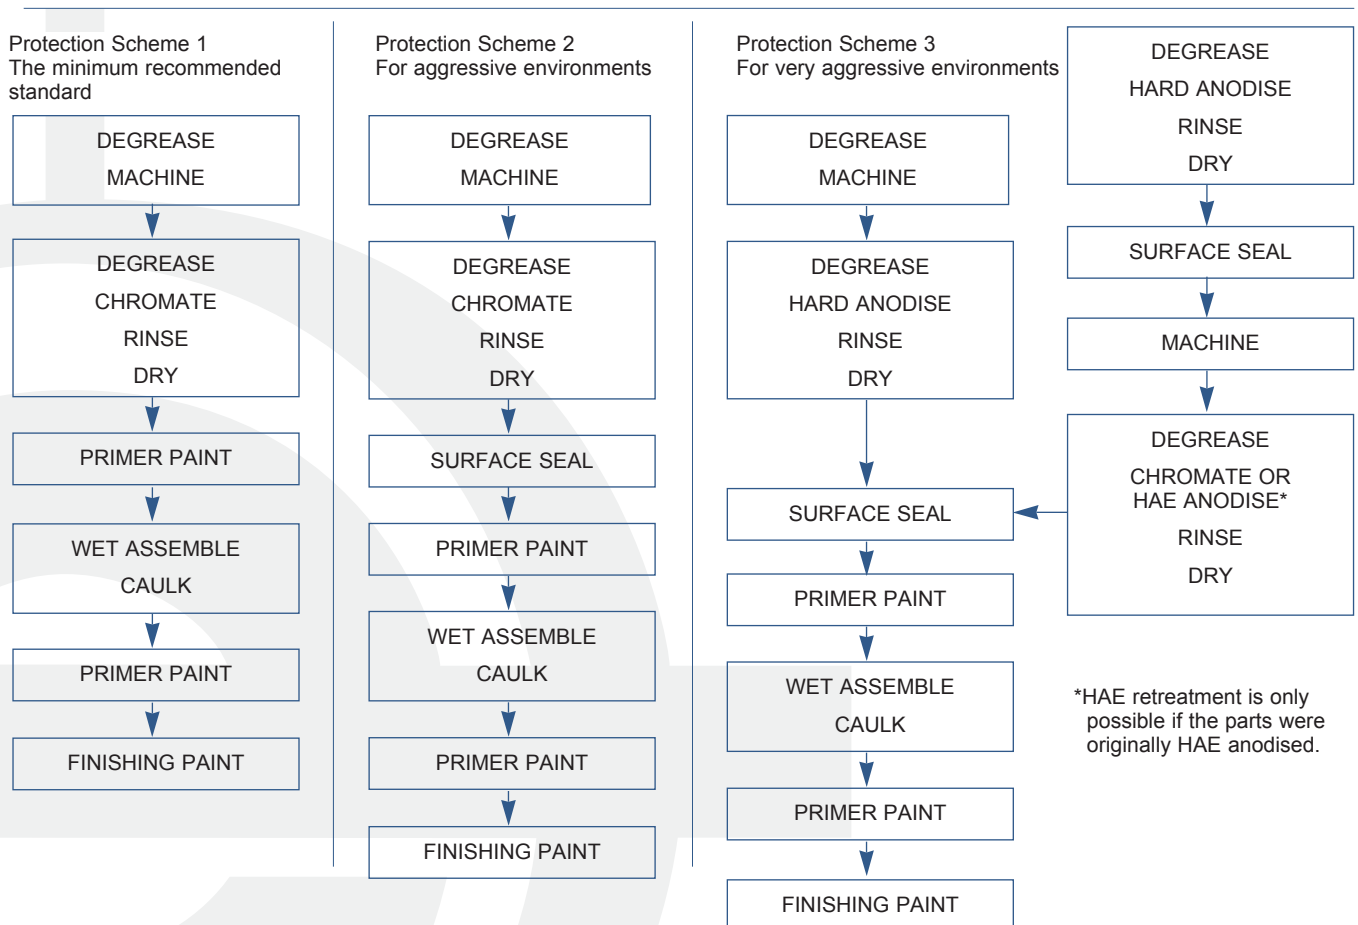 Protection Scheme 1
The minimum recommended
standard
DEGREASE
MACHINE
DEGREASE
CHROMATE
RINSE
DRY
PRIMER PAINT
WET ASSEMBLE
CAULK
PRIMER PAINT
FINISHING PAINT
Protection Scheme 2
For aggressive environments
DEGREASE
MACHINE
DEGREASE
CHROMATE
RINSE
DRY
SURFACE SEAL
PRIMER PAINT
WET ASSEMBLE
CAULK
PRIMER PAINT
FINISHING PAINT
Protection Scheme 3
For very aggressive environments
DEGREASE
MACHINE
DEGREASE
HARD ANODISE
RINSE
DRY
SURFACE SEAL
PRIMER PAINT
WET ASSEMBLE
CAULK
PRIMER PAINT
FINISHING PAINT
DEGREASE
HARD ANODISE
RINSE
DRY
SURFACE SEAL
MACHINE
DEGREASE
CHROMATE OR
HAE ANODISE*
RINSE
DRY
*HAE retreatment is only
possible if the parts were
originally HAE anodised.